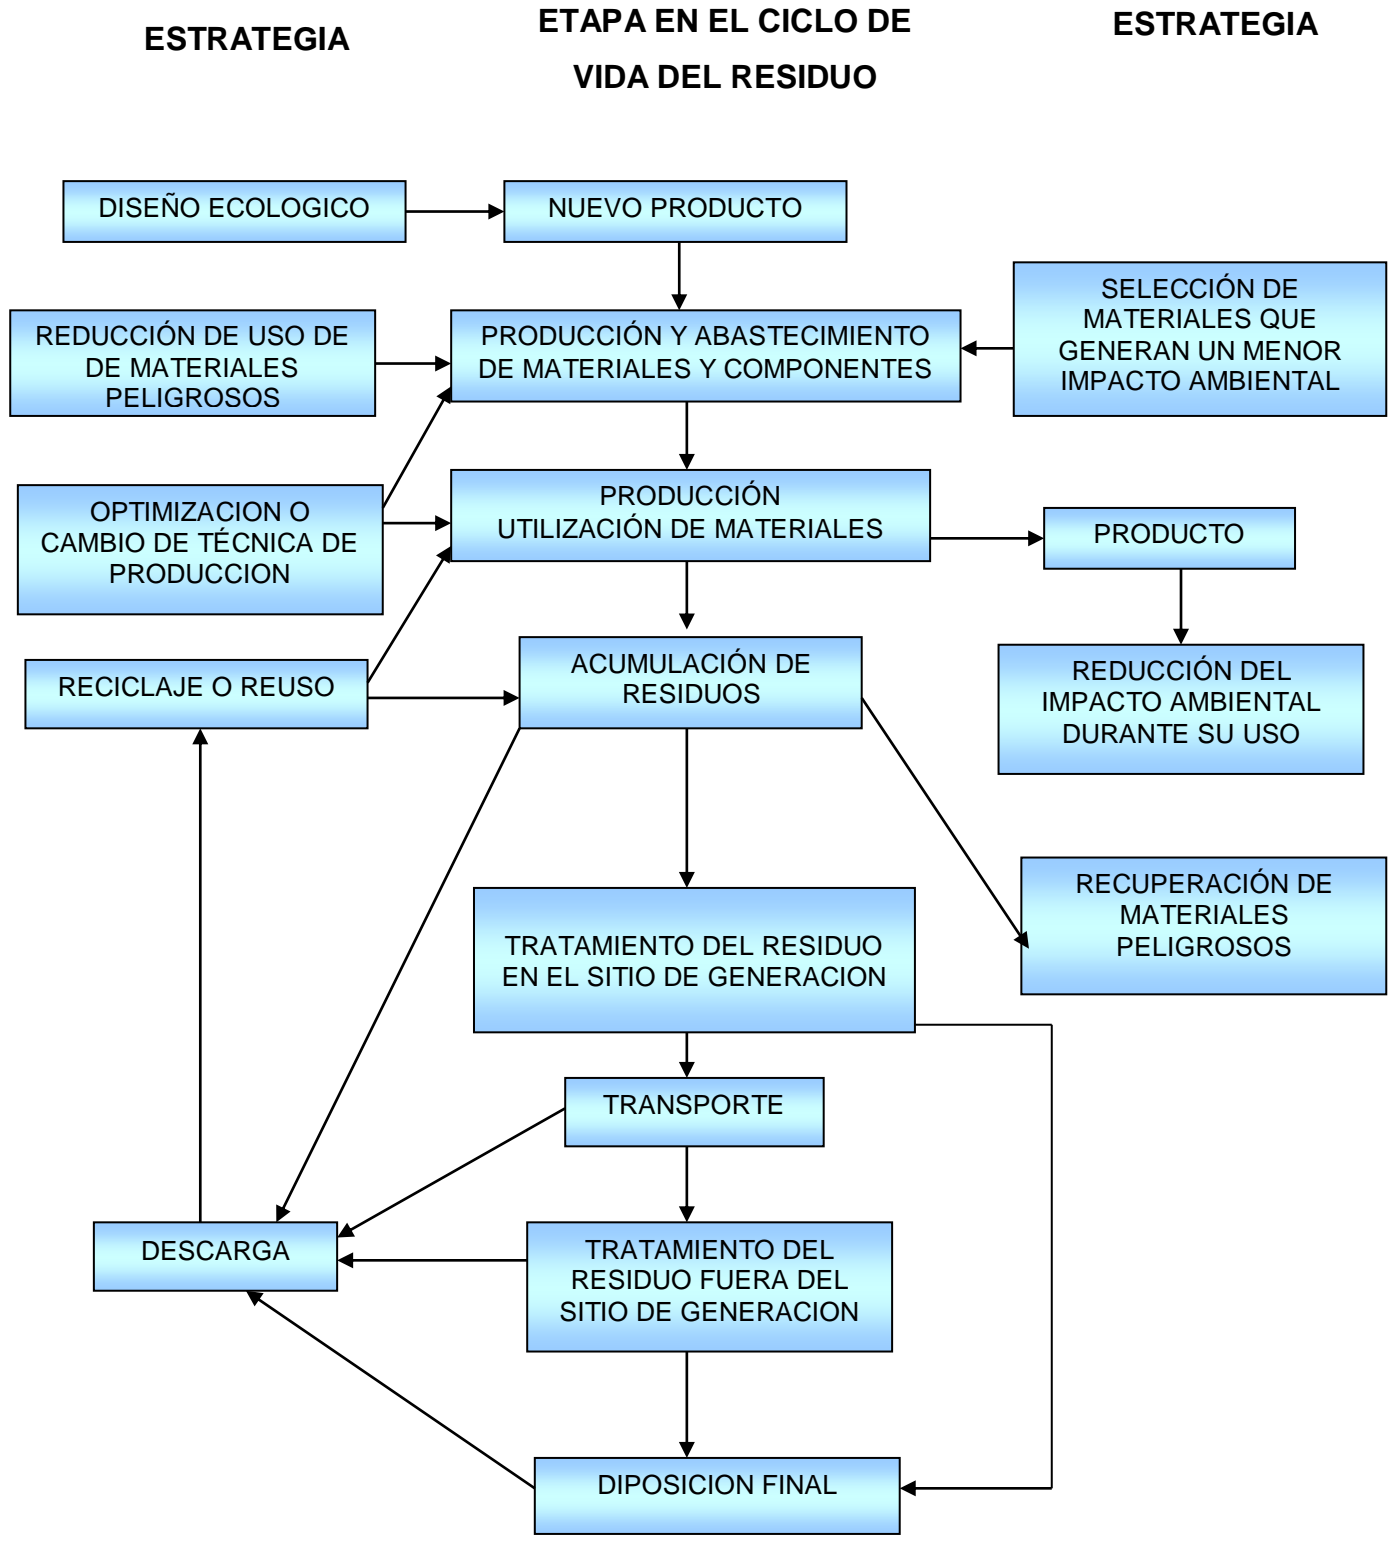 ESTRATEGIA
ETAPA EN EL CICLO DE
VIDA DEL RESIDUO
ESTRATEGIA
DISEÑO ECOLOGICO
NUEVO PRODUCTO
REDUCCIÓN DE USO DE
DE MATERIALES
PELIGROSOS
PRODUCCIÓN Y ABASTECIMIENTO
DE MATERIALES Y COMPONENTES
SELECCIÓN DE
MATERIALES QUE
GENERAN UN MENOR
IMPACTO AMBIENTAL
OPTIMIZACION O
CAMBIO DE TÉCNICA DE
PRODUCCION
PRODUCCIÓN
UTILIZACIÓN DE MATERIALES
PRODUCTO
RECICLAJE O REUSO
ACUMULACIÓN DE
RESIDUOS
REDUCCIÓN DEL
IMPACTO AMBIENTAL
DURANTE SU USO
RECUPERACIÓN DE
MATERIALES
PELIGROSOS
TRATAMIENTO DEL RESIDUO
EN EL SITIO DE GENERACION
TRANSPORTE
DESCARGA
TRATAMIENTO DEL
RESIDUO FUERA DEL
SITIO DE GENERACION
DIPOSICION FINAL